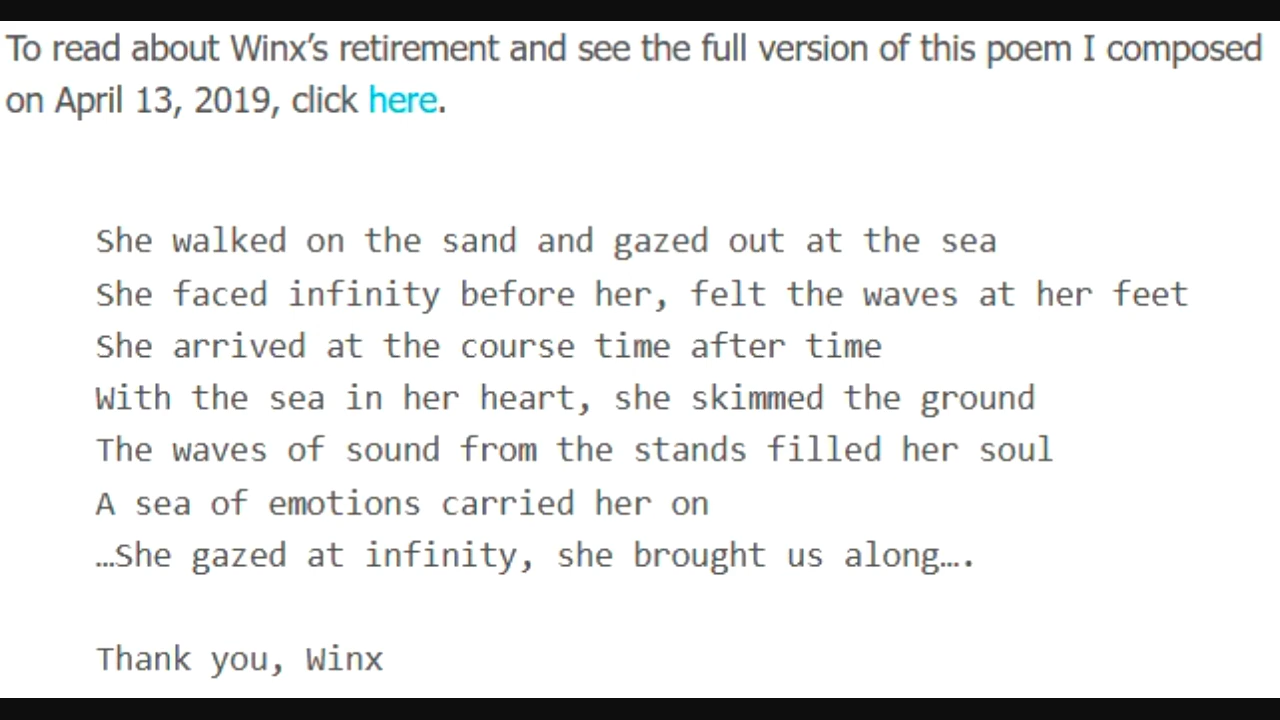 To read about Winx’s retirement and see the full version of this poem I composed
on April 13, 2019, click here.
She walked on the sand and gazed out at the sea
She faced infinity before her, felt the waves at her feet
She arrived at the course time after time
With the sea in her heart, she skimmed the ground
The waves of sound from the stands filled her soul
A sea of emotions carried her on
…She gazed at infinity, she brought us along….
Thank you, Winx